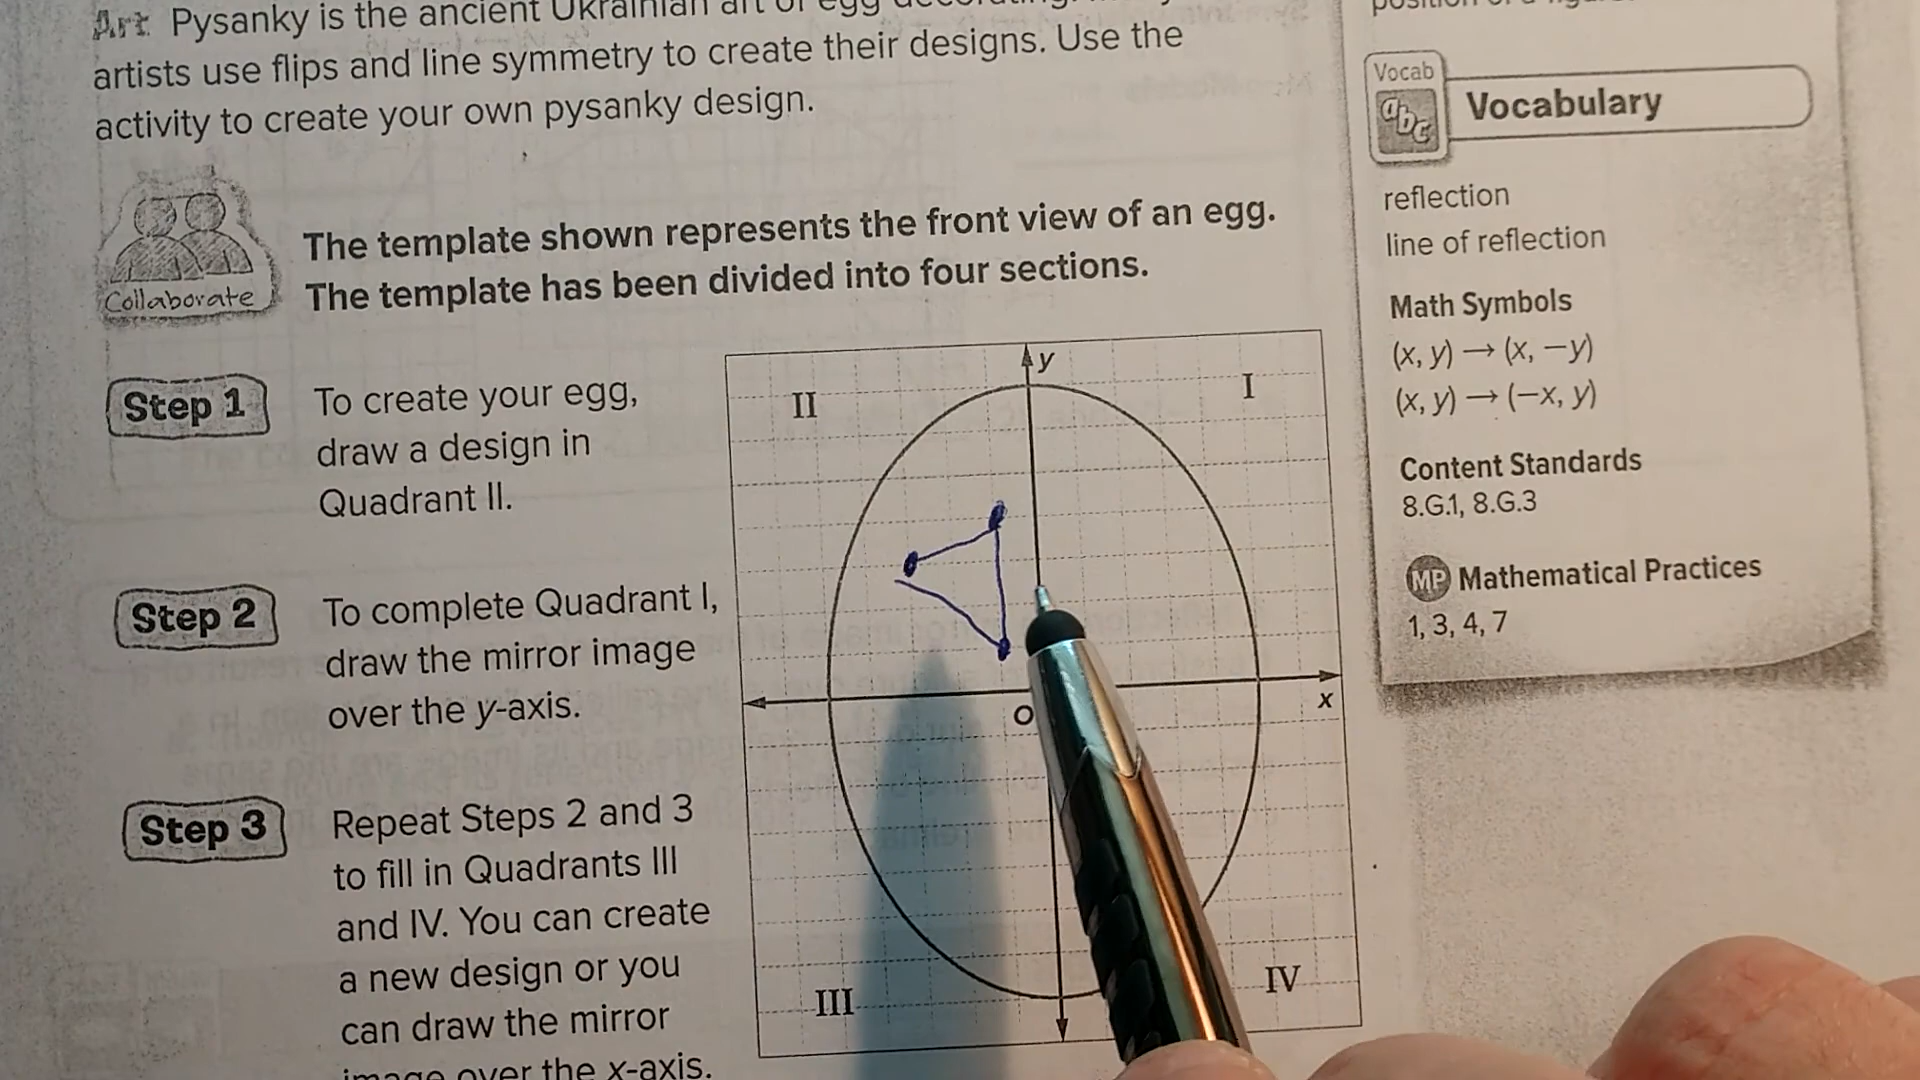 Art Pysanky is the ancient Ukrainian art of egg decorating.
artists use flips and line symmetry to create their designs. Use the
activity to create your own pysanky design.
Collaborate
The template shown represents the front view of an egg.
The template has been divided into four sections.
Step 1
To create your egg,
draw a design in
Quadrant II.
Step 2
To complete Quadrant I,
draw the mirror image
over the y-axis.
Step 3
Repeat Steps 2 and 3
to fill in Quadrants III
and IV. You can create
a new design or you
can draw the mirror
image over the x-axis.
y
II
I
O
x
III
IV
Vocab
abc
Vocabulary
reflection
line of reflection
Math Symbols
(x, y) → (x, −y)
(x, y) → (−x, y)
Content Standards
8.G.1, 8.G.3
MP Mathematical Practices
1, 3, 4, 7